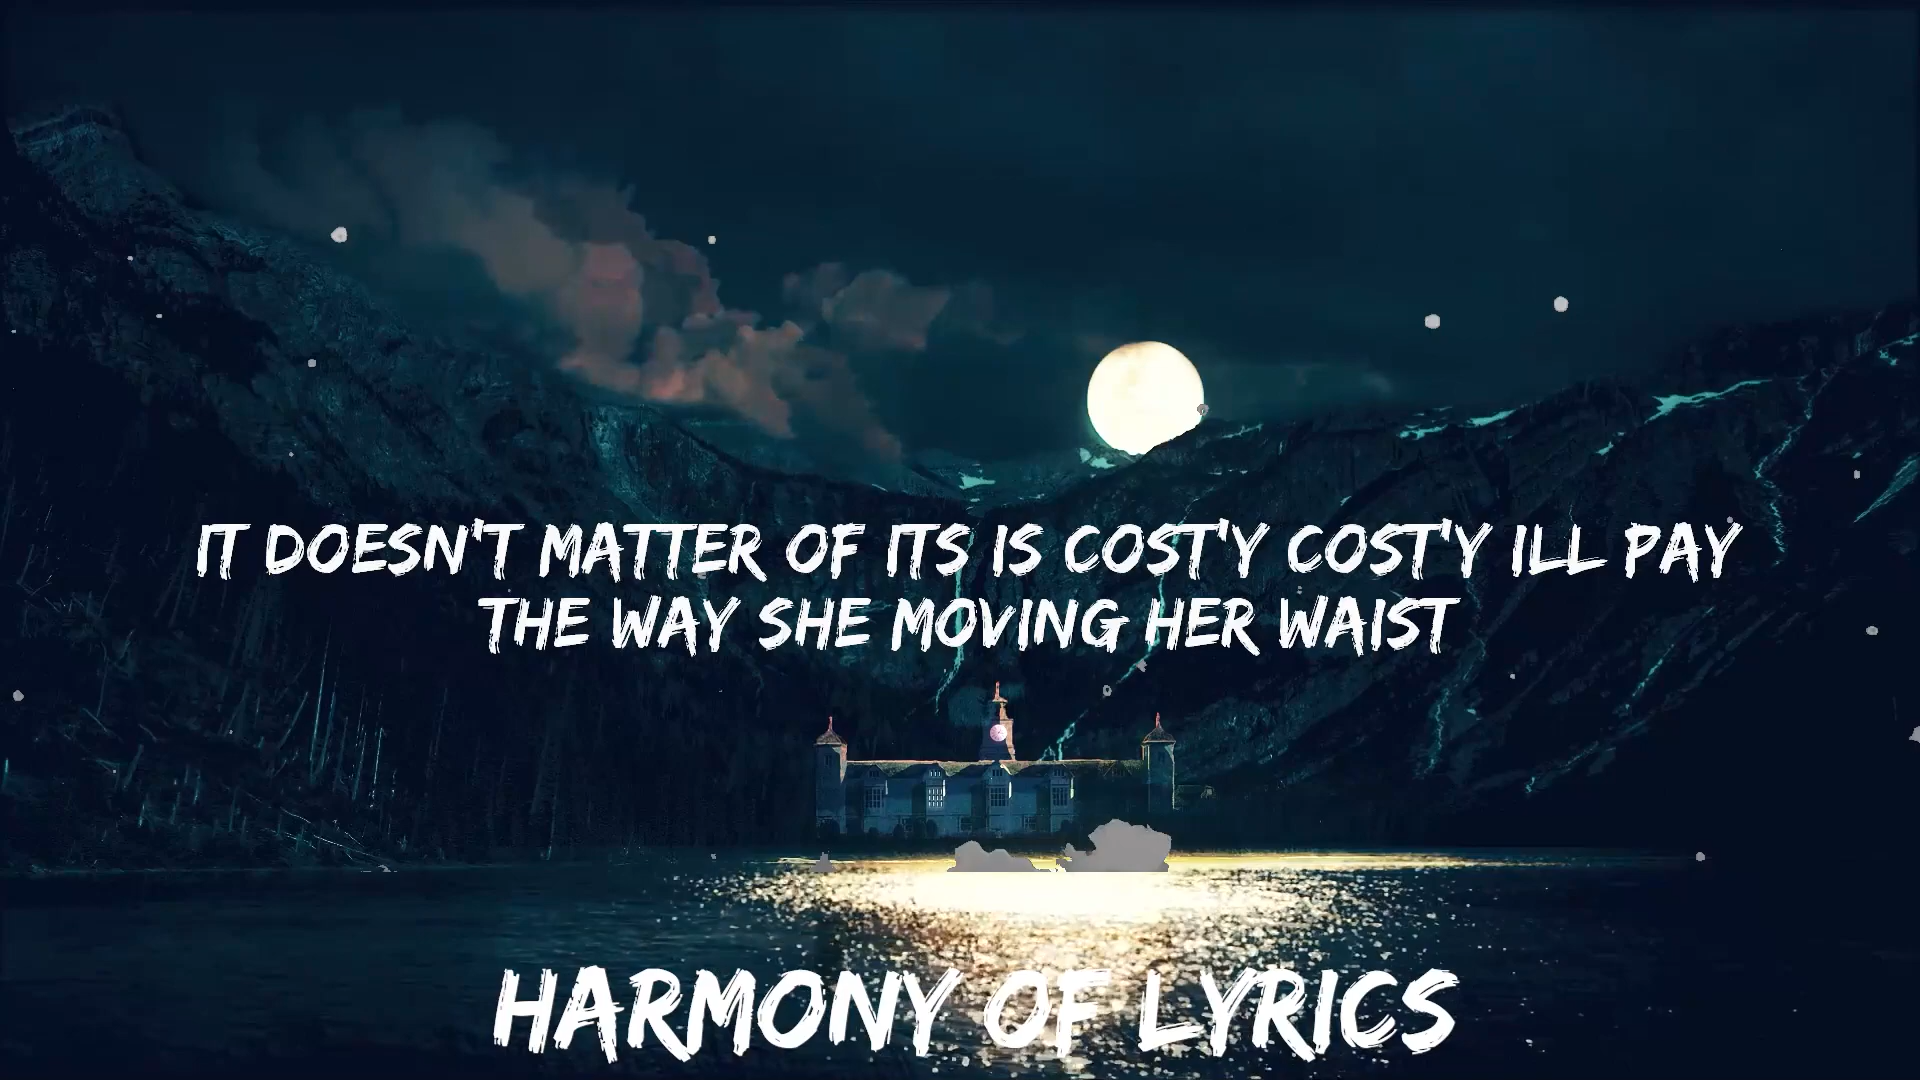 IT DOESN'T MATTER OF ITS IS COST'Y COST'Y ILL PAY
THE WAY SHE MOVING HER WAIST
HARMONY OF LYRICS